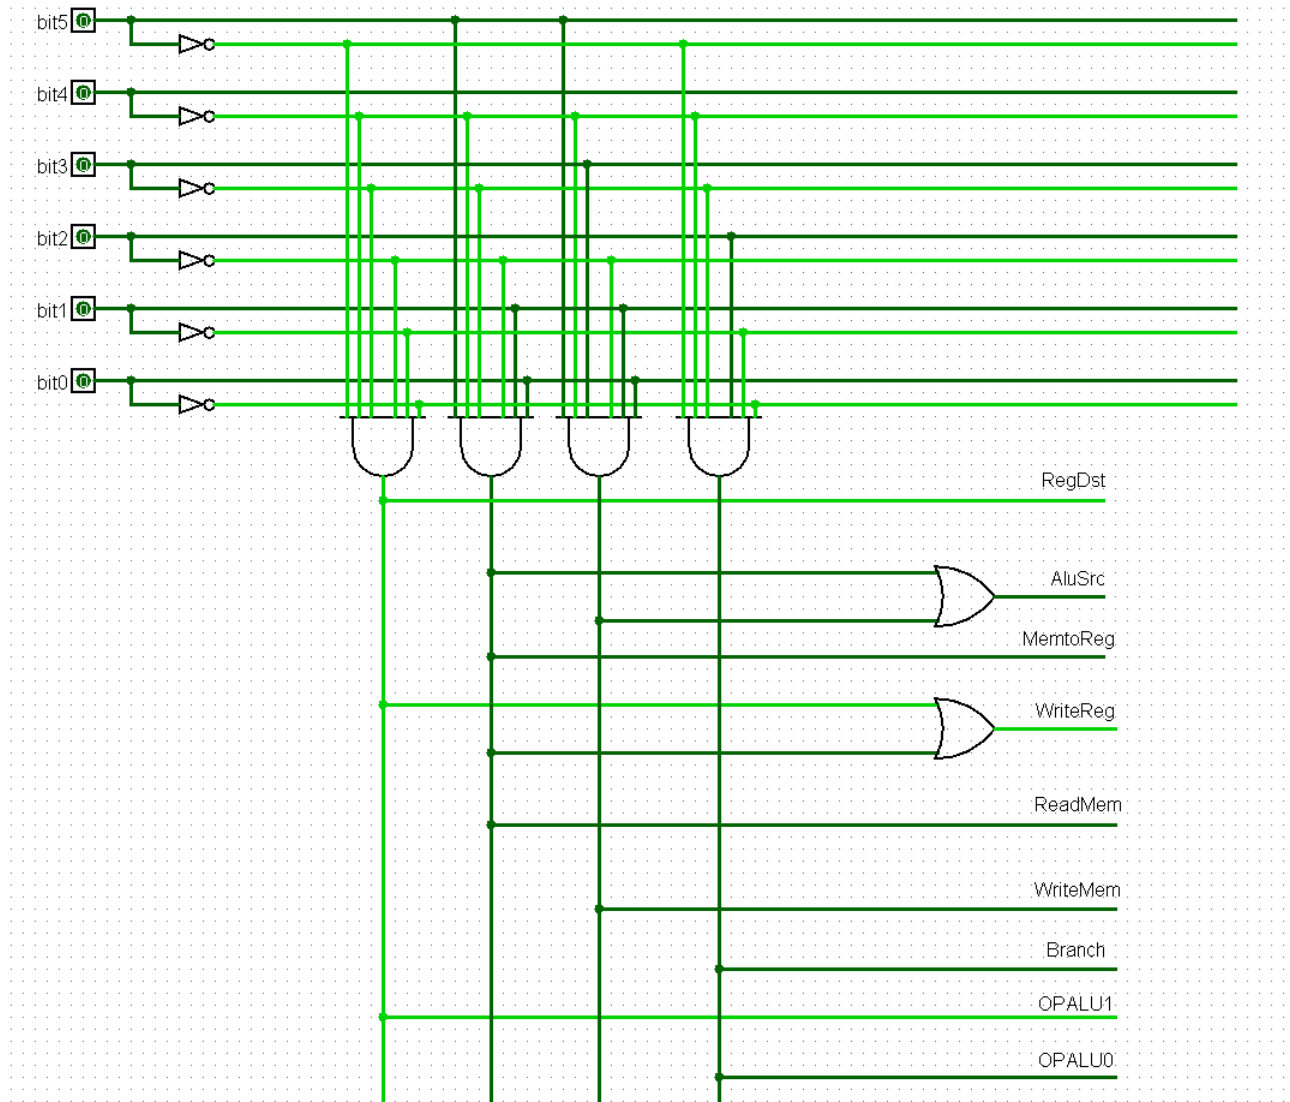 bit5
bit4
bit3
bit2
bit1
bit0
RegDst
AluSrc
MemtoReg
WriteReg
ReadMem
WriteMem
Branch
OPALU1
OPALU0